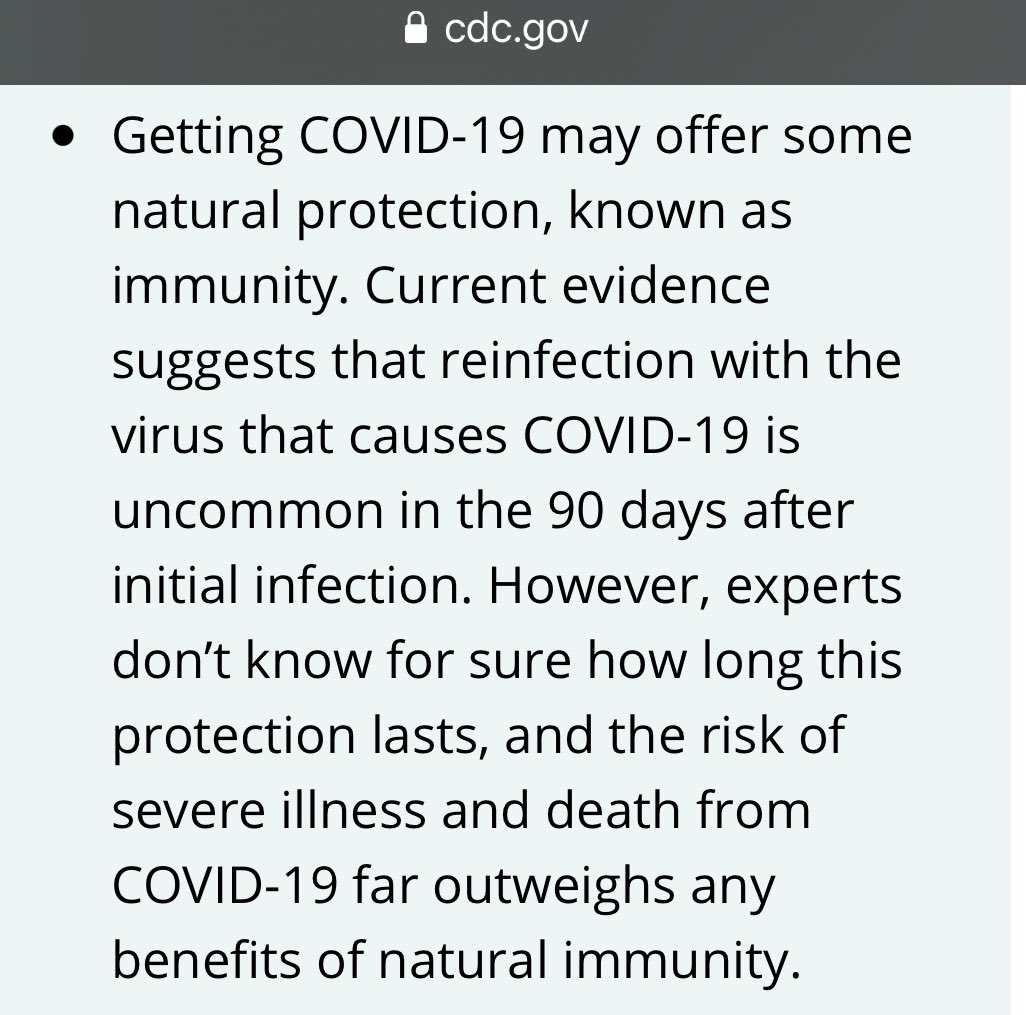 cdc.gov
• Getting COVID-19 may offer some
natural protection, known as
immunity. Current evidence
suggests that reinfection with the
virus that causes COVID-19 is
uncommon in the 90 days after
initial infection. However, experts
don’t know for sure how long this
protection lasts, and the risk of
severe illness and death from
COVID-19 far outweighs any
benefits of natural immunity.